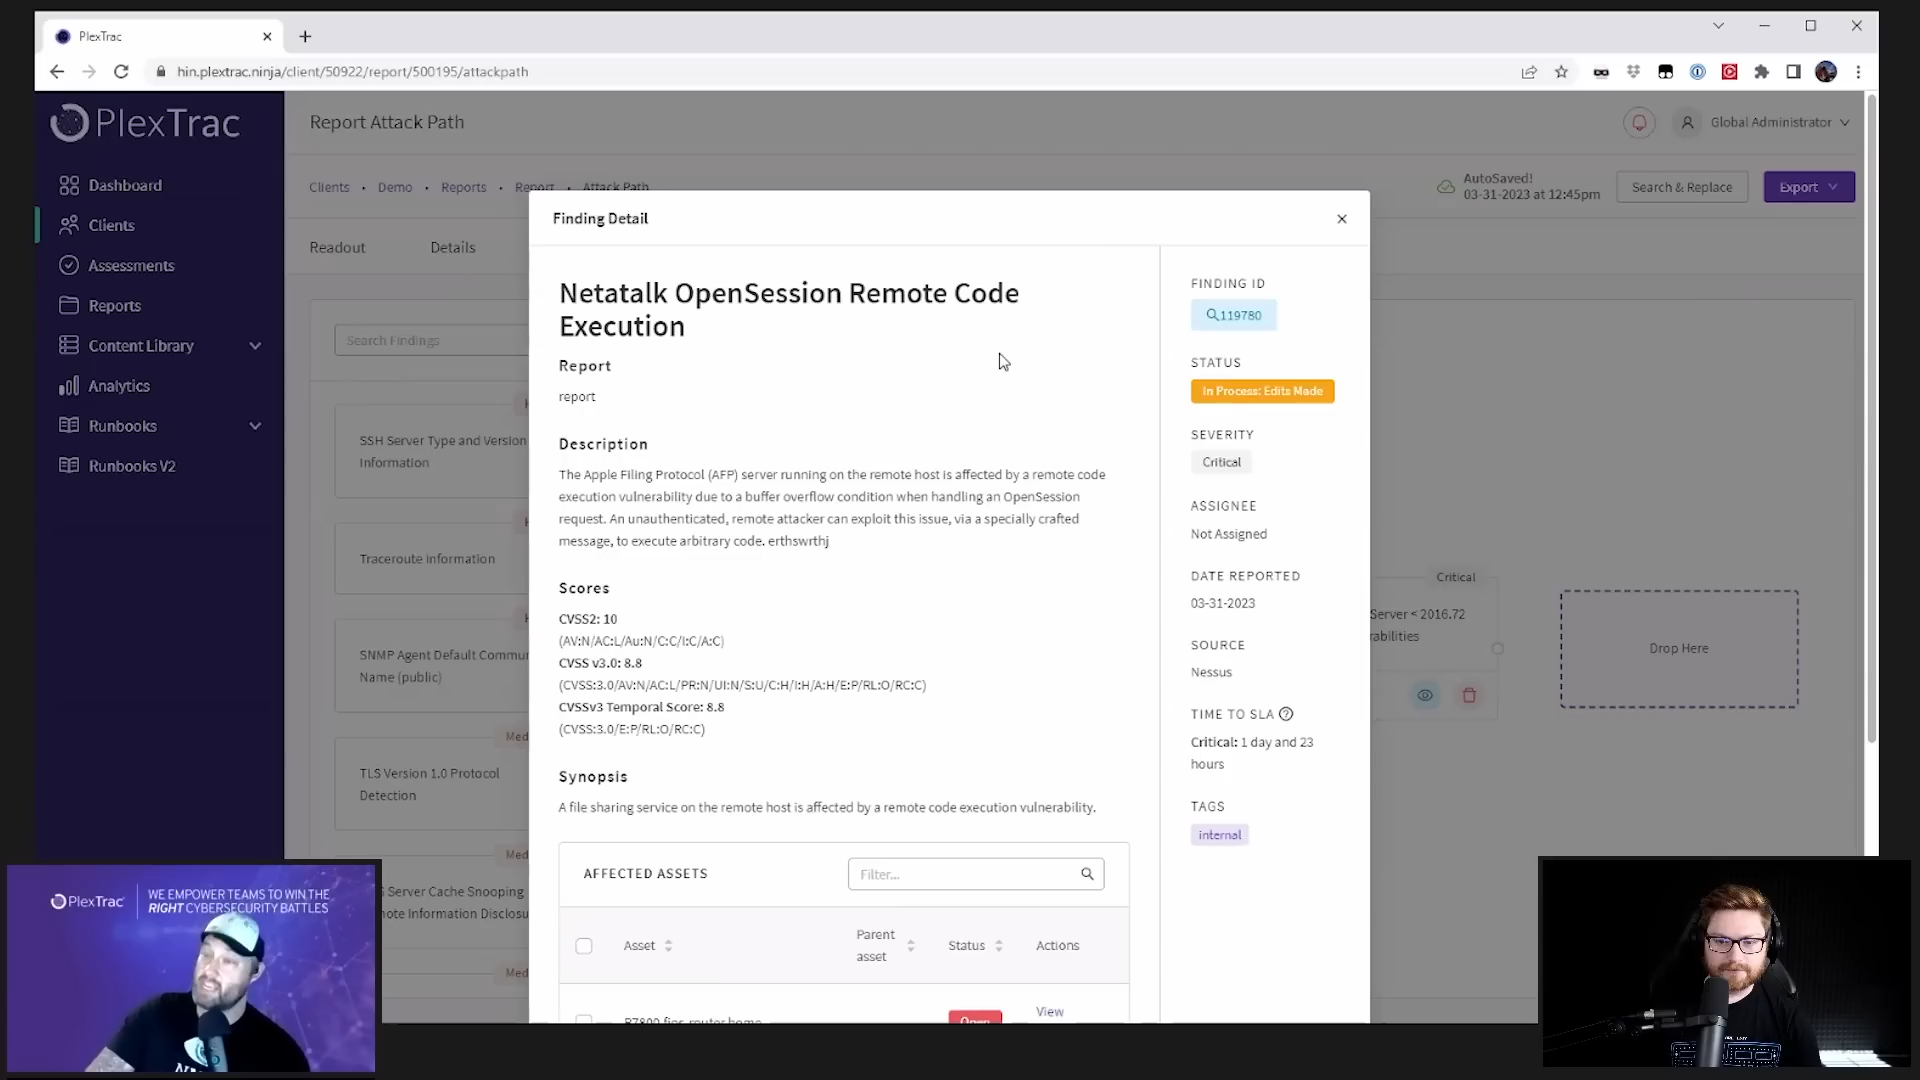 PlexTrac
hin.plextrac.ninja/client/50922/report/500195/attackpath
PlexTrac
Report Attack Path
Global Administrator
Dashboard
Clients
Assessments
Reports
Content Library
Analytics
Runbooks
Runbooks V2
Clients • Demo • Reports • Report • Attack Path
AutoSaved!
03-31-2023 at 12:45pm
Search & Replace
Export
Readout
Details
Search Findings
SSH Server Type and Version
Information
Traceroute Information
SNMP Agent Default
Name (public)
Med
TLS Version 1.0 Protocol
Detection
Med
Server Cache Snooping
Information
Med
Finding Detail
Netatalk OpenSession Remote Code
Execution
Report
report
Description
The Apple Filing Protocol (AFP) server running on the remote host is affected by a remote code
execution vulnerability due to a buffer overflow condition when handling an OpenSession
request. An unauthenticated, remote attacker can exploit this issue, via a specially crafted
message, to execute arbitrary code. erthswrthj
Scores
CVSS2: 10
(AV:N/AC:L/Au:N/C:C/I:C/A:C)
CVSS v3.0: 8.8
(CVSS:3.0/AV:N/AC:L/PR:N/UI:N/S:U/C:H/I:H/A:H/E:P/RL:O/RC:C)
CVSSv3 Temporal Score: 8.8
(CVSS:3.0/E:P/RL:O/RC:C)
Synopsis
A file sharing service on the remote host is affected by a remote code execution vulnerability.
AFFECTED ASSETS
Filter...
Asset
Parent
asset
Status
Actions
Open
View
FINDING ID
119780
STATUS
In Process: Edits Made
SEVERITY
Critical
ASSIGNEE
Not Assigned
DATE REPORTED
03-31-2023
SOURCE
Nessus
TIME TO SLA
Critical: 1 day and 23
hours
TAGS
internal
Critical
Server < 2016.72
Drop Here
PlexTrac
WE EMPOWER TEAMS TO WIN THE
RIGHT CYBERSECURITY BATTLES